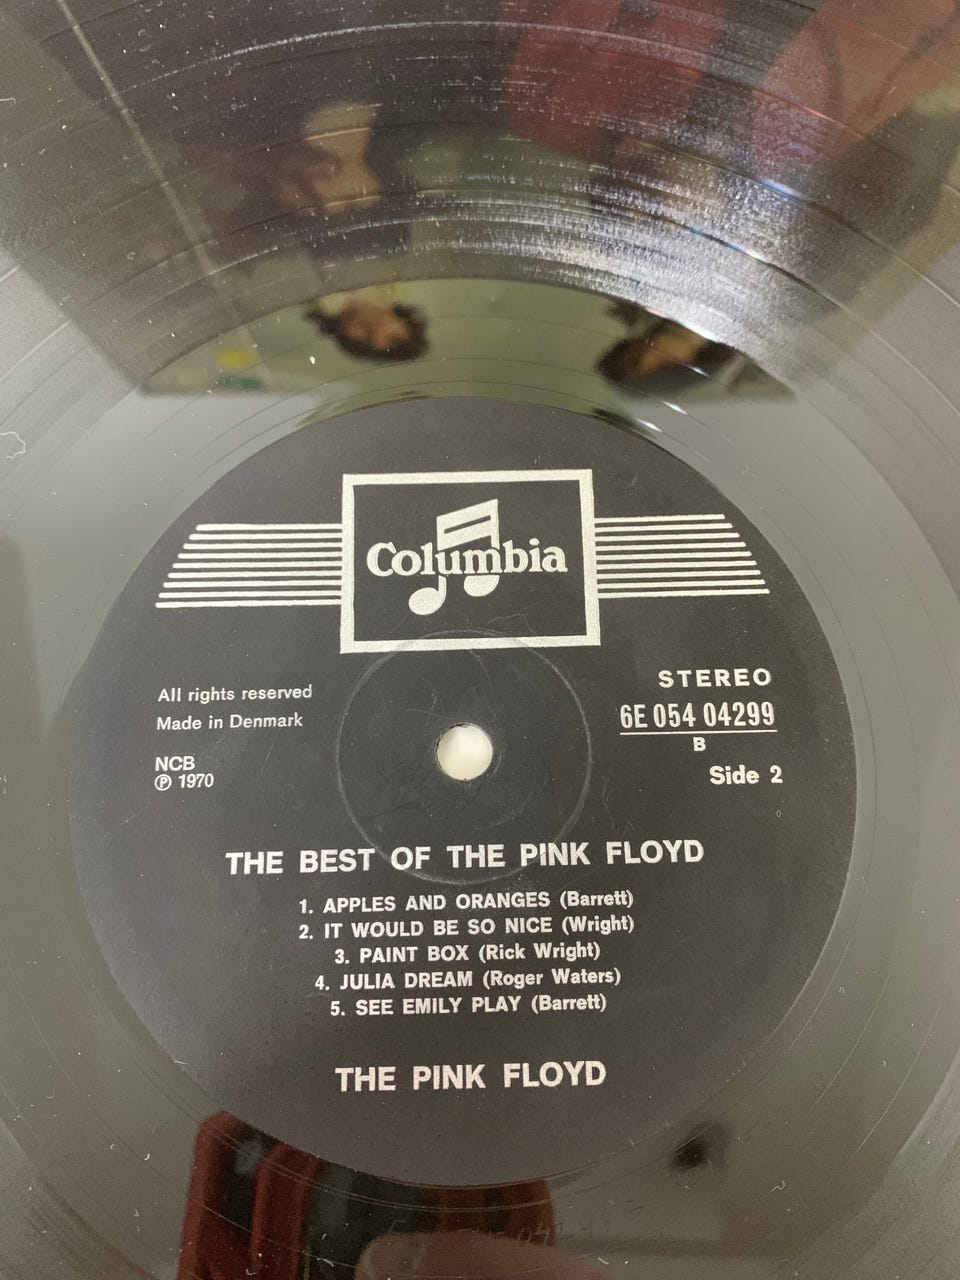 Columbia
All rights reserved
Made in Denmark
NCB
℗ 1970
STEREO
6E 054 04299
B
Side 2
THE BEST OF THE PINK FLOYD
1. APPLES AND ORANGES (Barrett)
2. IT WOULD BE SO NICE (Wright)
3. PAINT BOX (Rick Wright)
4. JULIA DREAM (Roger Waters)
5. SEE EMILY PLAY (Barrett)
THE PINK FLOYD